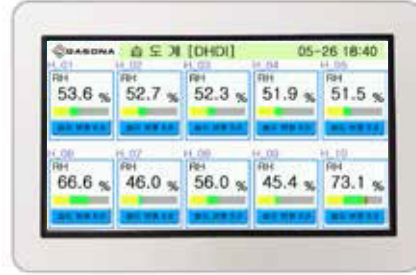 GASONA 습 도 계 [DHDI] 05-26 18:40
H_01 H_02 H_03 H_04 H_05
RH RH RH RH RH
53.6 % 52.7 % 52.3 % 51.9 % 51.5 %
H_06 H_07 H_08 H_09 H_10
RH RH RH RH RH
66.6 % 46.0 % 56.0 % 45.4 % 73.1 %